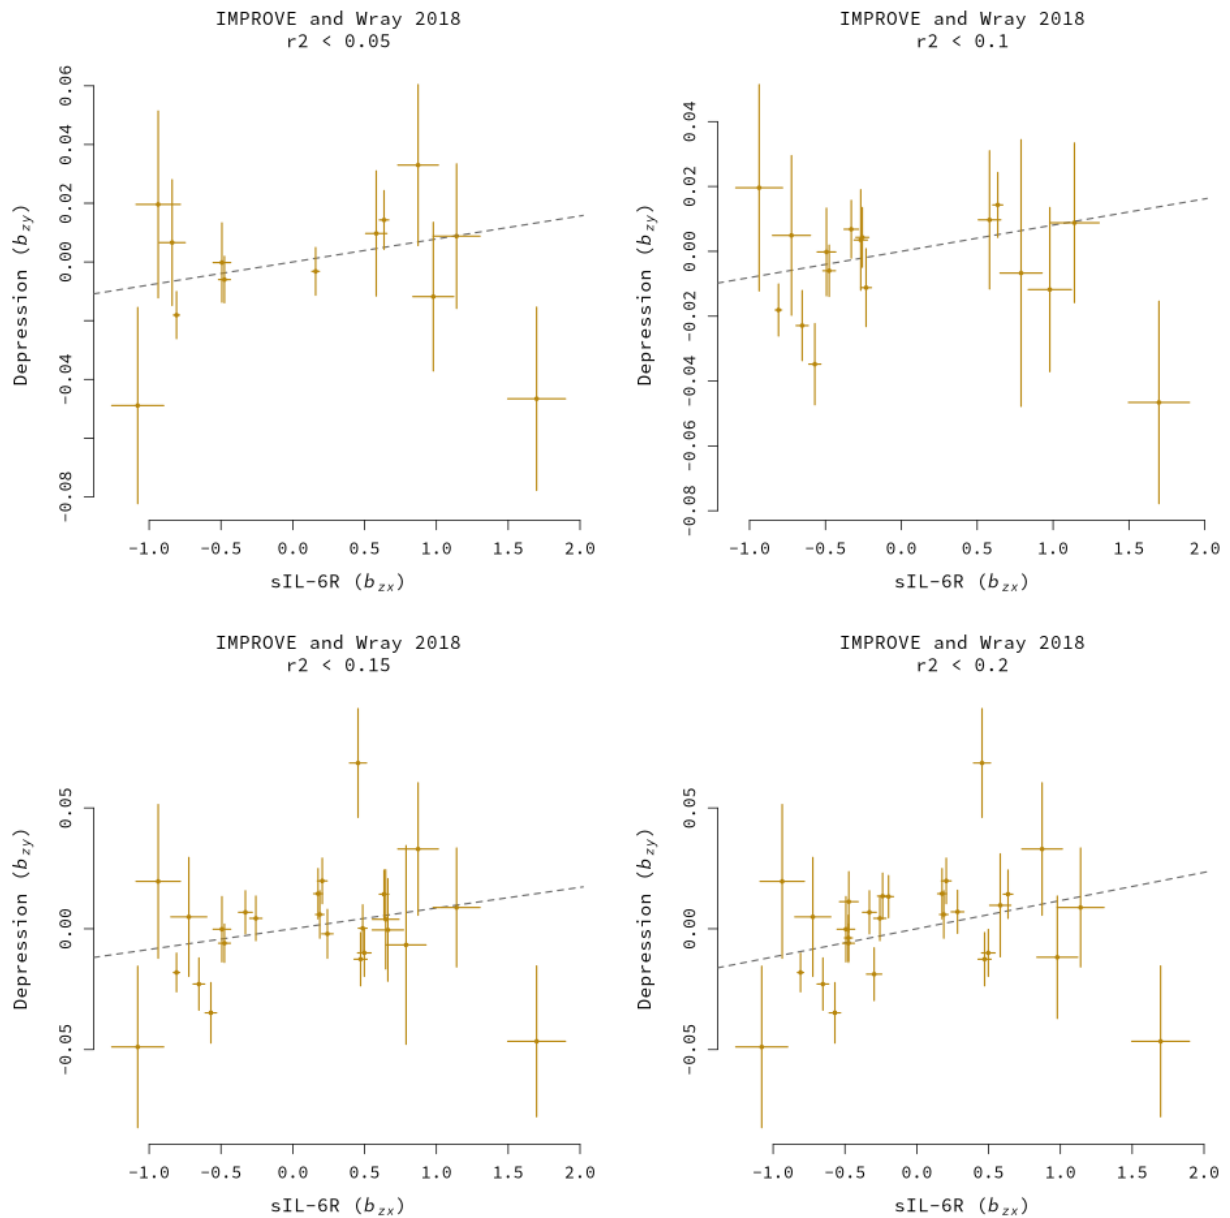 IMPROVE and Wray 2018
r2 < 0.05
0.06
0.04
0.02
0.00
-0.04
-0.08
Depression (bzy)
-1.0 -0.5 0.0 0.5 1.0 1.5 2.0
sIL-6R (bzx)
IMPROVE and Wray 2018
r2 < 0.1
0.04
0.02
0.00
-0.02
-0.04
-0.06
-0.08
Depression (bzy)
-1.0 -0.5 0.0 0.5 1.0 1.5 2.0
sIL-6R (bzx)
IMPROVE and Wray 2018
r2 < 0.15
0.05
0.00
-0.05
Depression (bzy)
-1.0 -0.5 0.0 0.5 1.0 1.5 2.0
sIL-6R (bzx)
IMPROVE and Wray 2018
r2 < 0.2
0.05
0.00
-0.05
Depression (bzy)
-1.0 -0.5 0.0 0.5 1.0 1.5 2.0
sIL-6R (bzx)